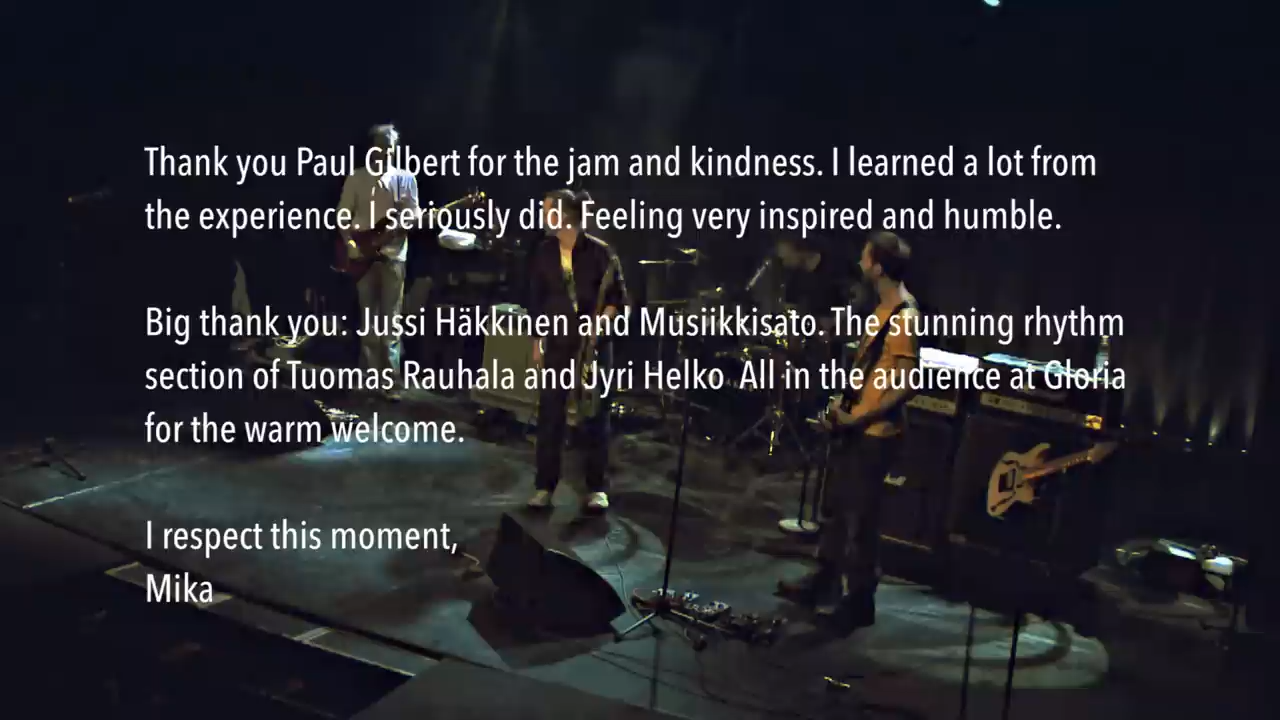 Thank you Paul Gilbert for the jam and kindness. I learned a lot from
the experience. I seriously did. Feeling very inspired and humble.
Big thank you: Jussi Häkkinen and Musiikkisato. The stunning rhythm
section of Tuomas Rauhala and Jyri Helko. All in the audience at Gloria
for the warm welcome.
I respect this moment,
Mika